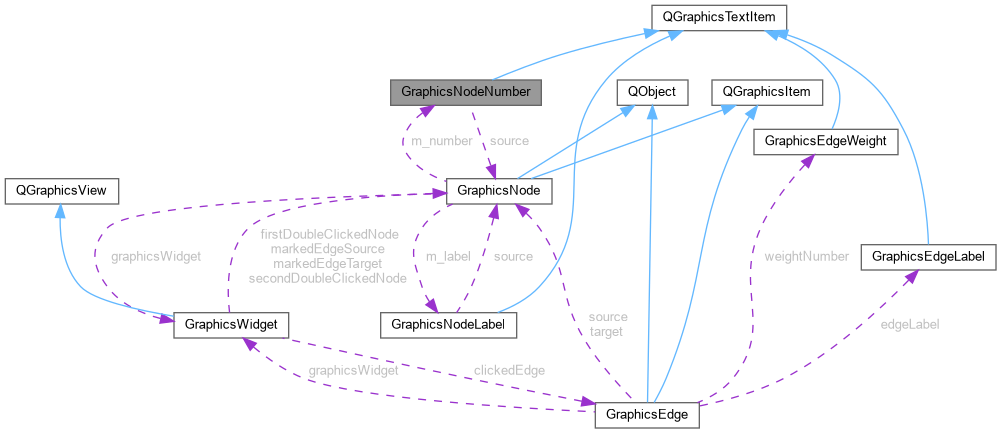 QGraphicsTextItem
GraphicsNodeNumber
QObject
QGraphicsItem
m_number
source
GraphicsEdgeWeight
QGraphicsView
GraphicsNode
graphicsWidget
firstDoubleClickedNode
markedEdgeSource
markedEdgeTarget
secondDoubleClickedNode
m_label
source
weightNumber
GraphicsEdgeLabel
GraphicsWidget
GraphicsNodeLabel
source
target
edgeLabel
graphicsWidget
clickedEdge
GraphicsEdge